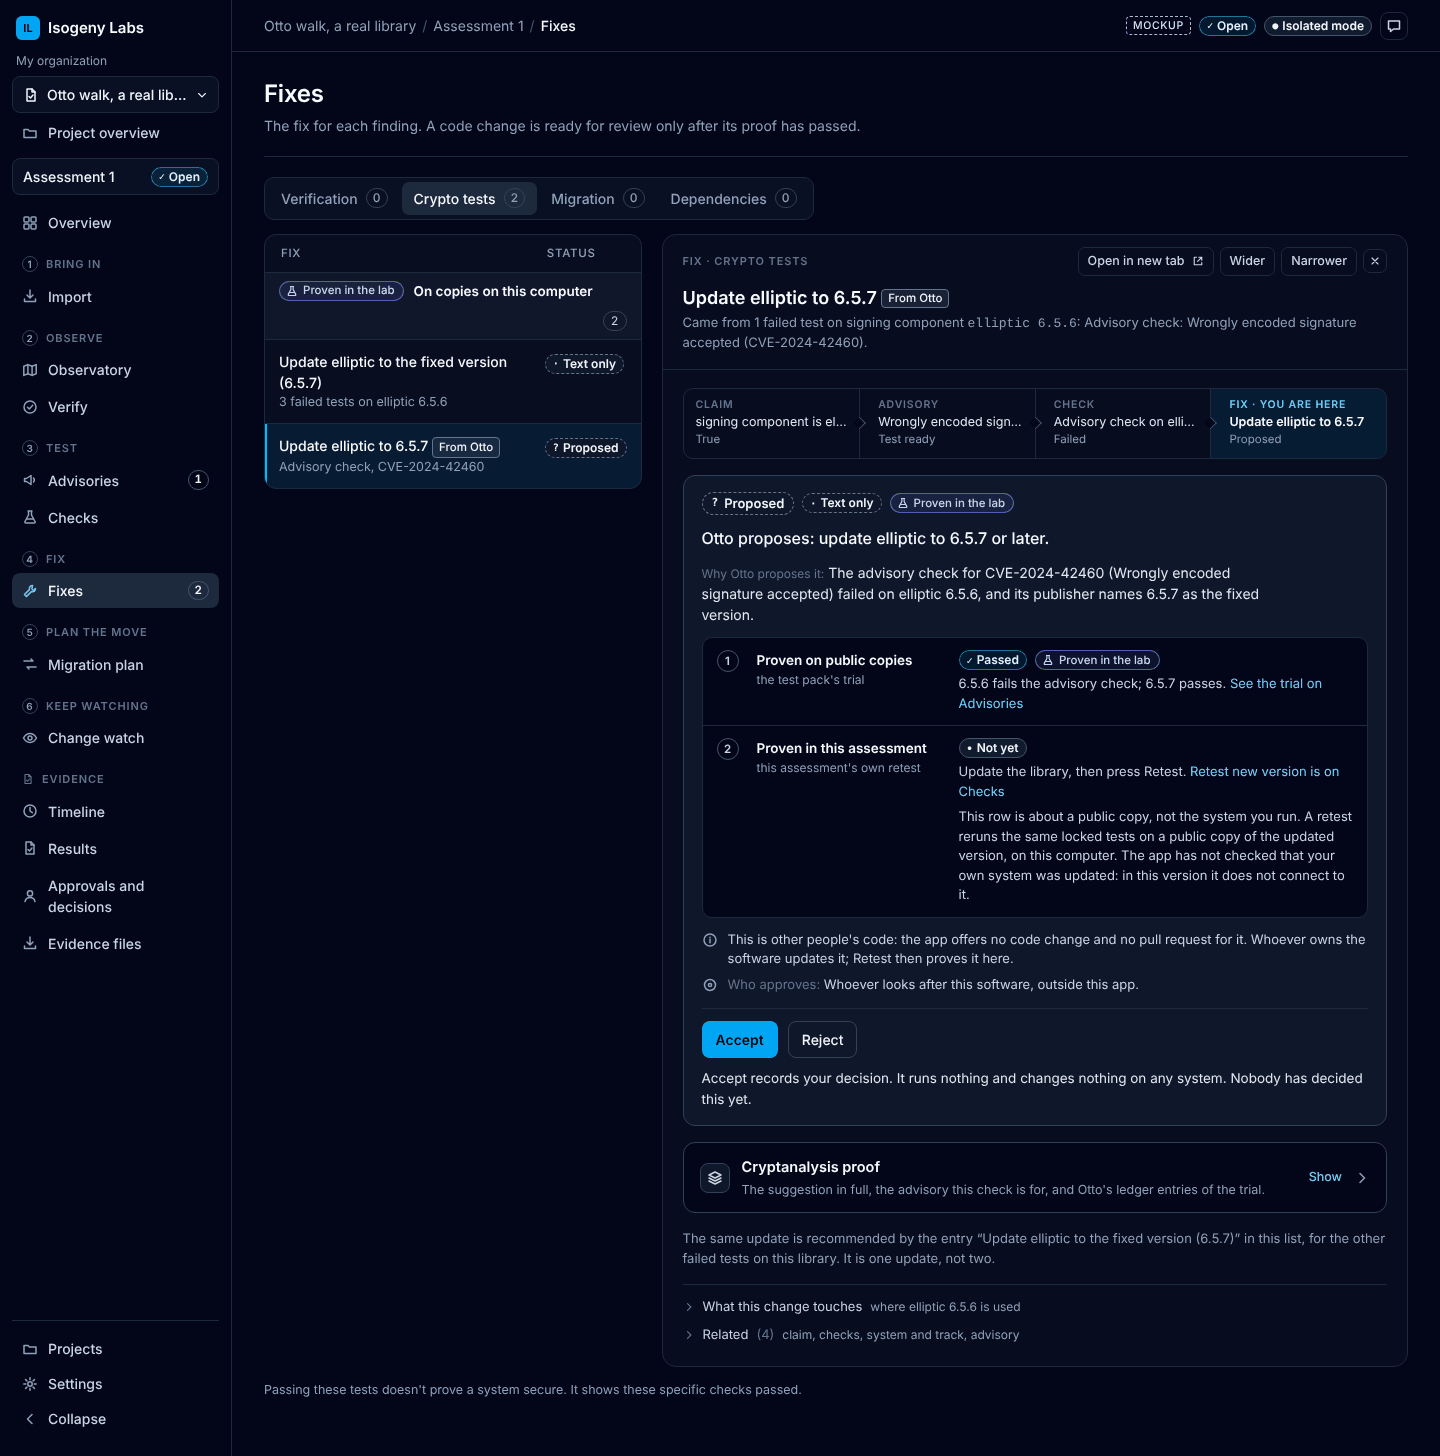 IL Isogeny Labs
My organization
Otto walk, a real lib...
Project overview
Assessment 1 ✓ Open
Overview
1 BRING IN
Import
2 OBSERVE
Observatory
Verify
3 TEST
Advisories 1
Checks
4 FIX
Fixes 2
5 PLAN THE MOVE
Migration plan
6 KEEP WATCHING
Change watch
EVIDENCE
Timeline
Results
Approvals and
decisions
Evidence files
Projects
Settings
Collapse
Otto walk, a real library / Assessment 1 / Fixes
MOCKUP ✓ Open • Isolated mode
Fixes
The fix for each finding. A code change is ready for review only after its proof has passed.
Verification 0 Crypto tests 2 Migration 0 Dependencies 0
FIX STATUS
Proven in the lab On copies on this computer
2
Update elliptic to the fixed version
(6.5.7)
· Text only
3 failed tests on elliptic 6.5.6
Update elliptic to 6.5.7 From Otto ? Proposed
Advisory check, CVE-2024-42460
FIX · CRYPTO TESTS Open in new tab Wider Narrower ×
Update elliptic to 6.5.7 From Otto
Came from 1 failed test on signing component elliptic 6.5.6: Advisory check: Wrongly encoded signature
accepted (CVE-2024-42460).
CLAIM
signing component is el...
True
ADVISORY
Wrongly encoded sign...
Test ready
CHECK
Advisory check on elli...
Failed
FIX · YOU ARE HERE
Update elliptic to 6.5.7
Proposed
? Proposed · Text only Proven in the lab
Otto proposes: update elliptic to 6.5.7 or later.
Why Otto proposes it: The advisory check for CVE-2024-42460 (Wrongly encoded
signature accepted) failed on elliptic 6.5.6, and its publisher names 6.5.7 as the fixed
version.
1 Proven on public copies
the test pack's trial
✓ Passed Proven in the lab
6.5.6 fails the advisory check; 6.5.7 passes. See the trial on
Advisories
2 Proven in this assessment
this assessment's own retest
• Not yet
Update the library, then press Retest. Retest new version is on
Checks
This row is about a public copy, not the system you run. A retest
reruns the same locked tests on a public copy of the updated
version, on this computer. The app has not checked that your
own system was updated: in this version it does not connect to
it.
This is other people's code: the app offers no code change and no pull request for it. Whoever owns the
software updates it; Retest then proves it here.
Who approves: Whoever looks after this software, outside this app.
Accept Reject
Accept records your decision. It runs nothing and changes nothing on any system. Nobody has decided
this yet.
Cryptanalysis proof
The suggestion in full, the advisory this check is for, and Otto's ledger entries of the trial.
Show
The same update is recommended by the entry “Update elliptic to the fixed version (6.5.7)” in this list, for the other
failed tests on this library. It is one update, not two.
What this change touches where elliptic 6.5.6 is used
Related (4) claim, checks, system and track, advisory
Passing these tests doesn't prove a system secure. It shows these specific checks passed.